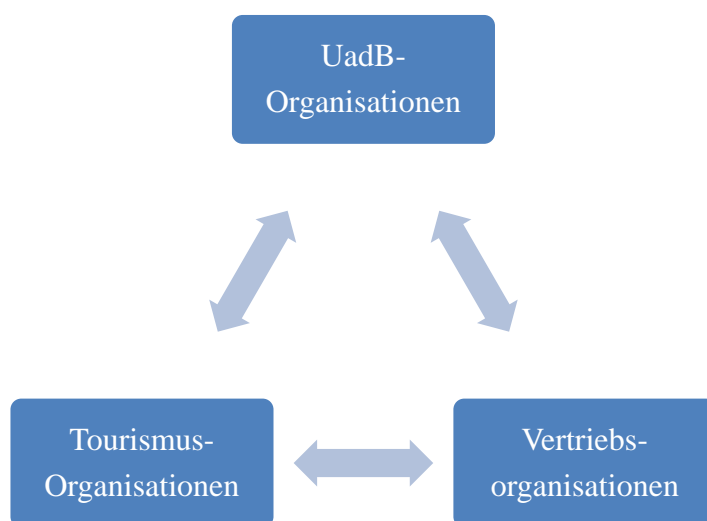 UadB-
Organisationen
Tourismus-
Organisationen
Vertriebs-
organisationen